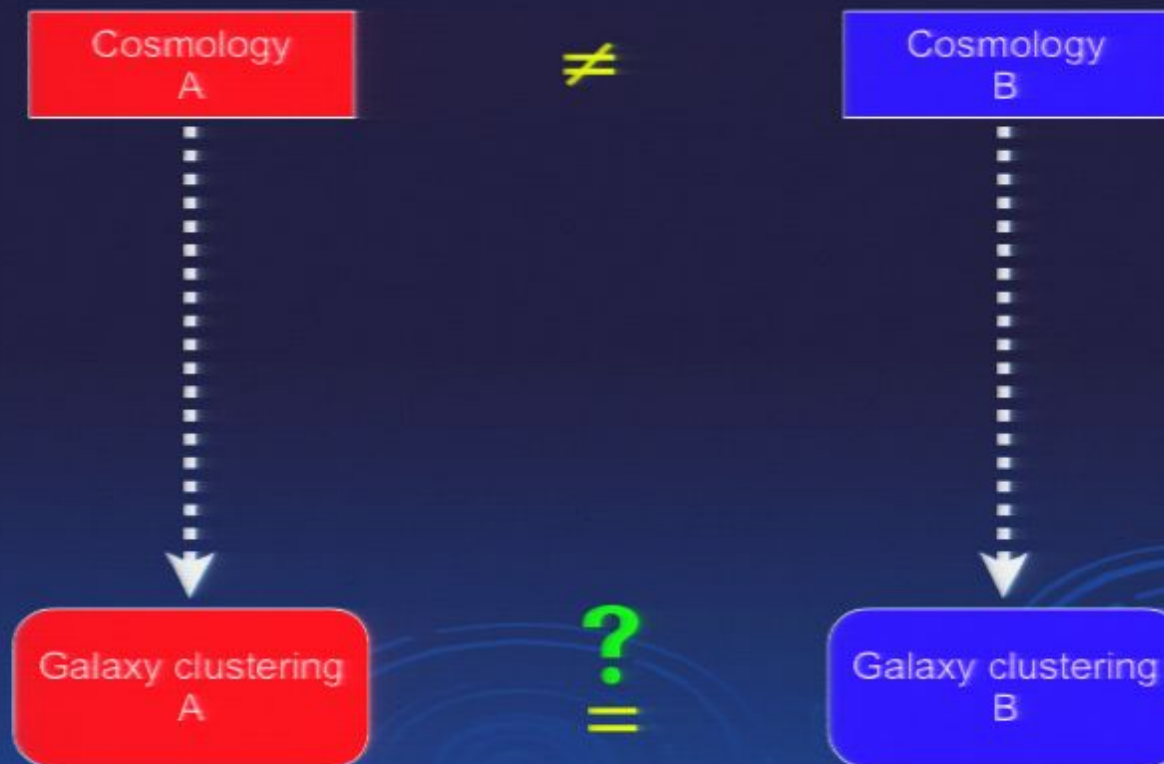 Cosmology
A
≠
Cosmology
B
Galaxy clustering
A
?
=
Galaxy clustering
B